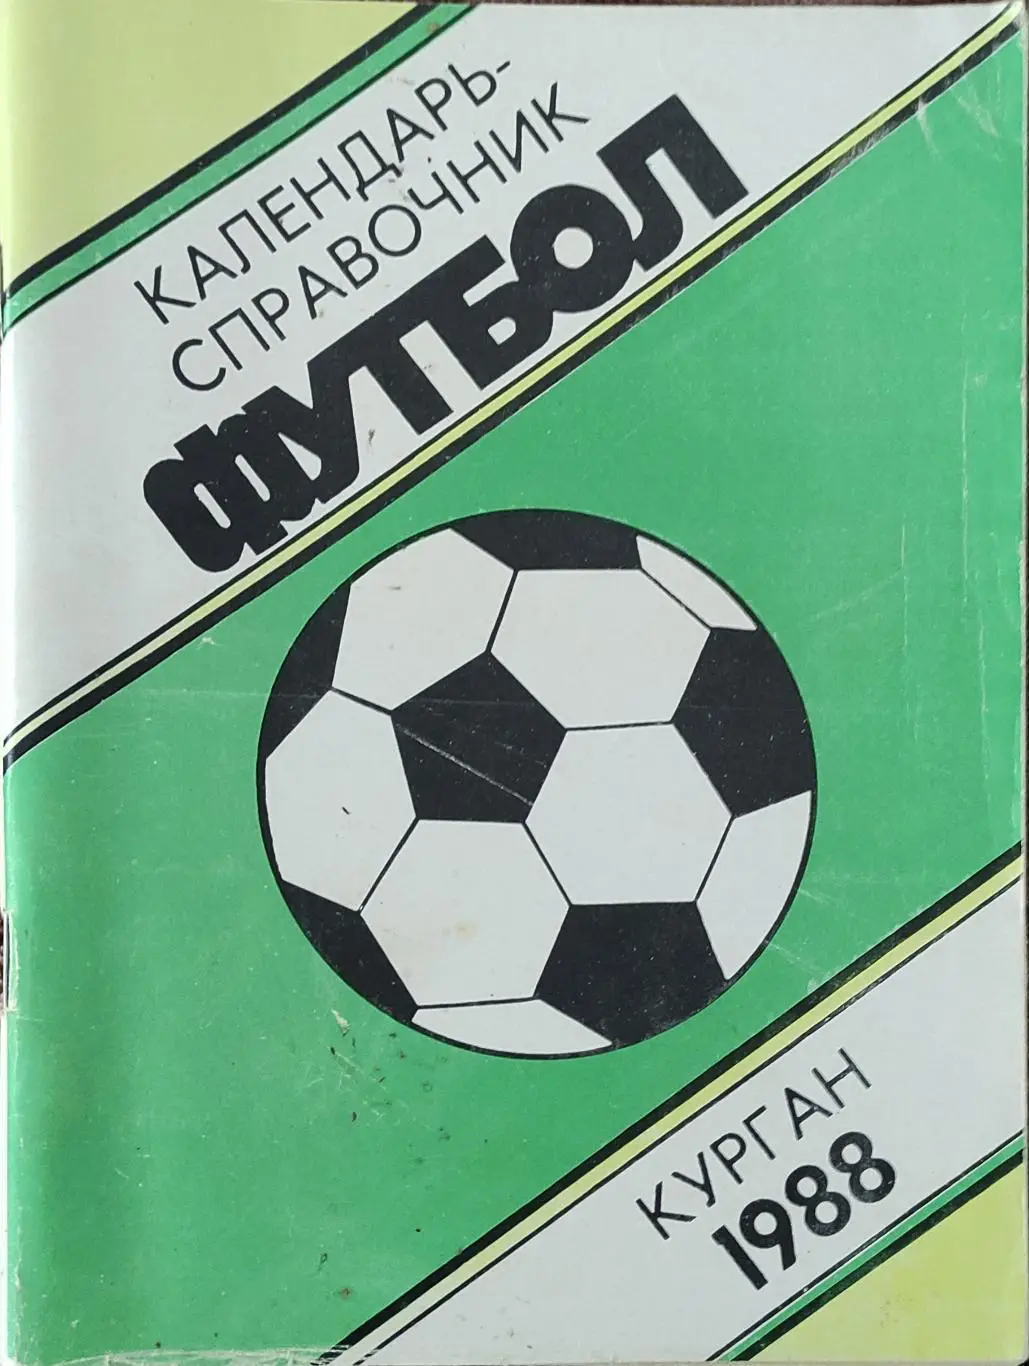 КАЛЕНДАРЬ-
СПРАВОЧНИК
ФУТБОЛ
КУРГАН
1988